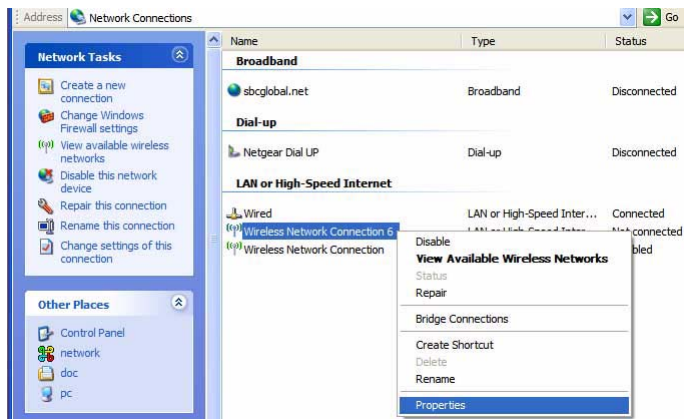 Address Network Connections Go
Network Tasks
Create a new
connection
Change Windows
Firewall settings
View available wireless
networks
Disable this network
device
Repair this connection
Rename this connection
Change settings of this
connection
Other Places
Control Panel
network
doc
pc
Name Type Status
Broadband
sbcglobal.net Broadband Disconnected
Dial-up
Netgear Dial UP Dial-up Disconnected
LAN or High-Speed Internet
Wired LAN or High-Speed Inter... Connected
Wireless Network Connection 6
Wireless Network Connection
Disable
View Available Wireless Networks
Status
Repair
Bridge Connections
Create Shortcut
Delete
Rename
Properties